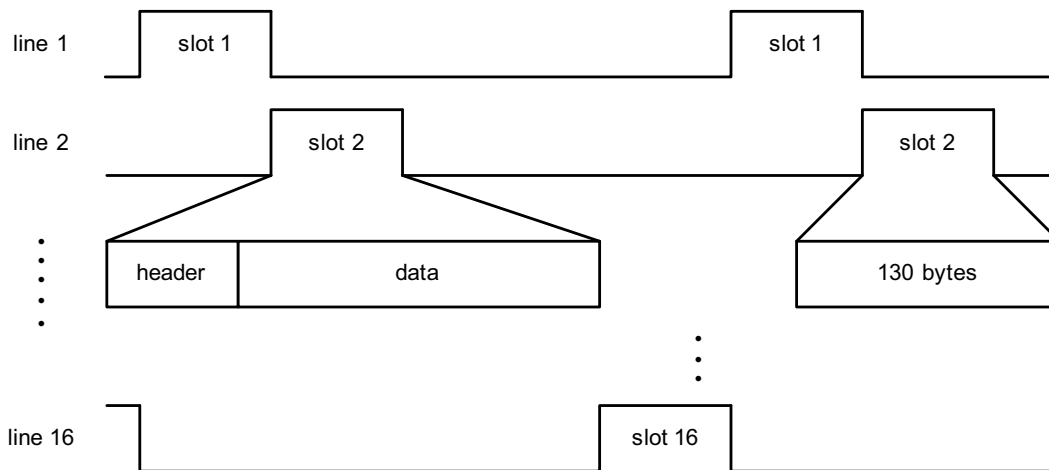 line 1
slot 1
slot 1
line 2
slot 2
slot 2
header
data
130 bytes
line 16
slot 16